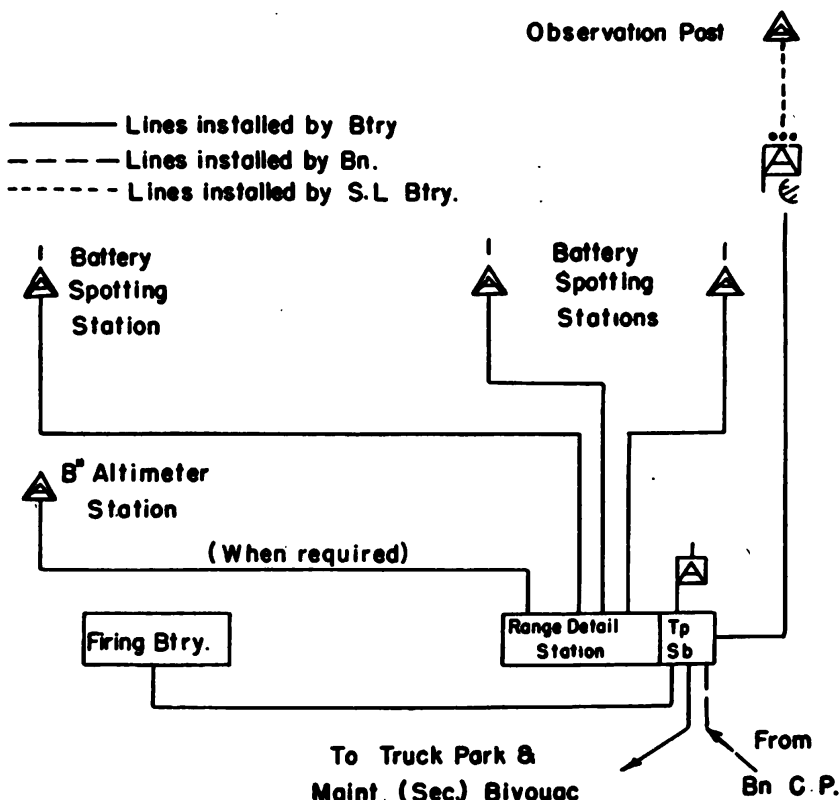 Observation Post
Lines installed by Btry
Lines installed by Bn.
Lines installed by S.L Btry.
Battery
Spotting
Station
Battery
Spotting
Stations
B" Altimeter
Station
(When required)
Firing Btry.
Range Detail
Station
Tp
Sb
To Truck Park &
Maint. (Sec.) Bivouac
From
Bn C.P.